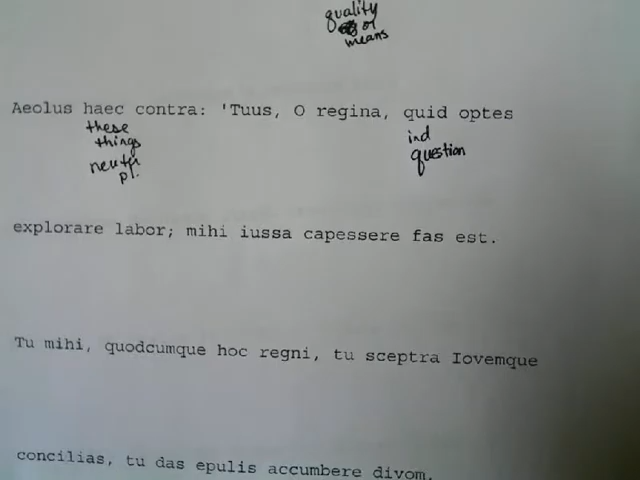 quality
or
means
Aeolus haec contra: 'Tuus, O regina, quid optes
these
things
neuter
pl.
ind
question
explorare labor; mihi iussa capessere fas est.
Tu mihi, quodcumque hoc regni, tu sceptra Iovemque
concilias, tu das epulis accumbere divom,